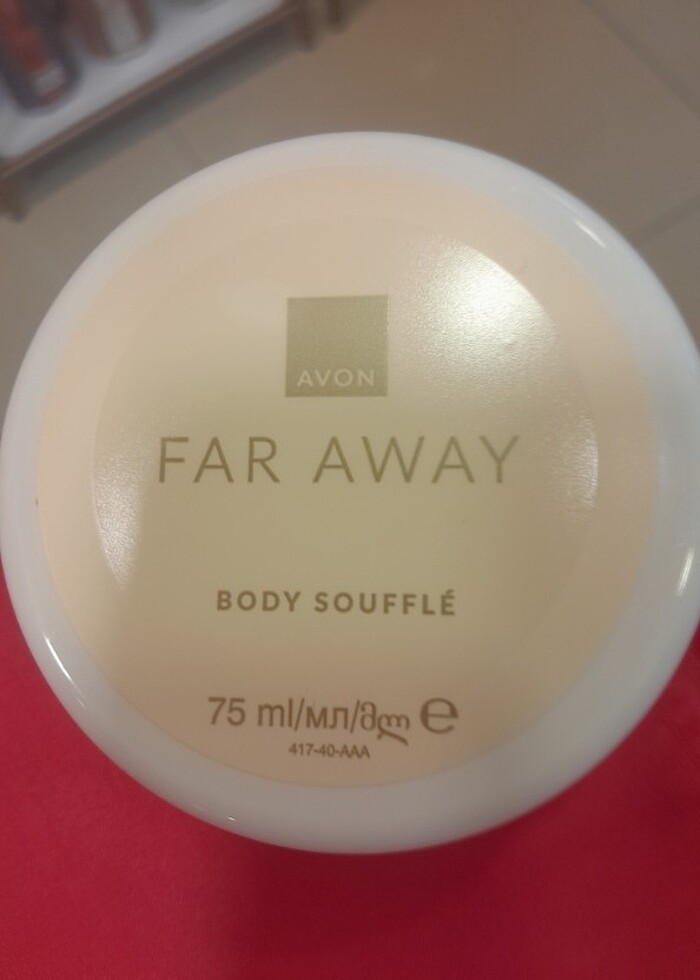 AVON
FAR AWAY
BODY SOUFFLÉ
75 ml/мл/მლ ℮
417-40-AAA